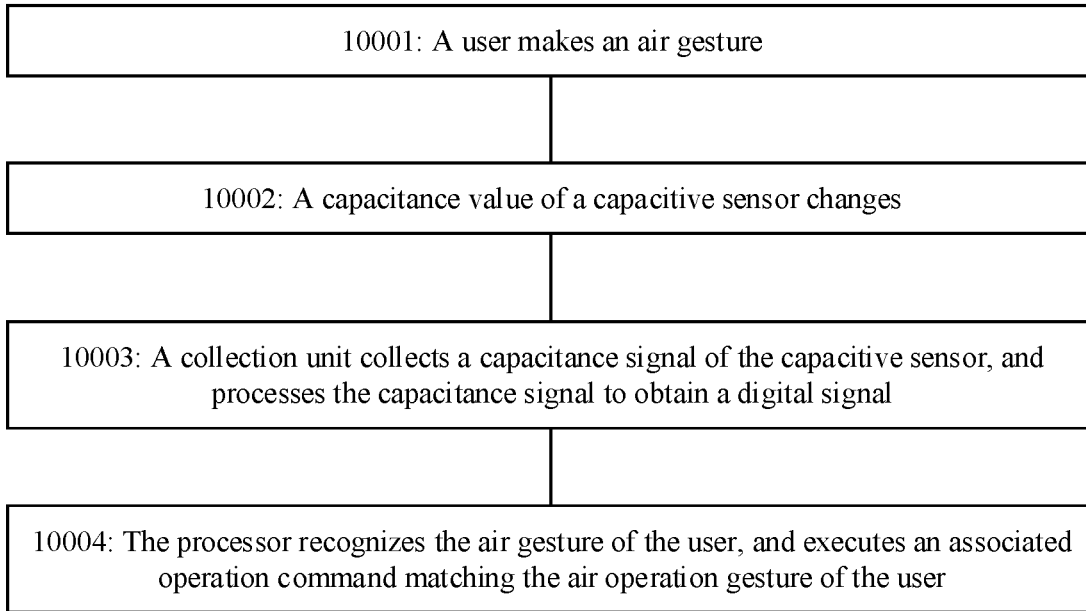 10001: A user makes an air gesture
10002: A capacitance value of a capacitive sensor changes
10003: A collection unit collects a capacitance signal of the capacitive sensor, and
processes the capacitance signal to obtain a digital signal
10004: The processor recognizes the air gesture of the user, and executes an associated
operation command matching the air operation gesture of the user